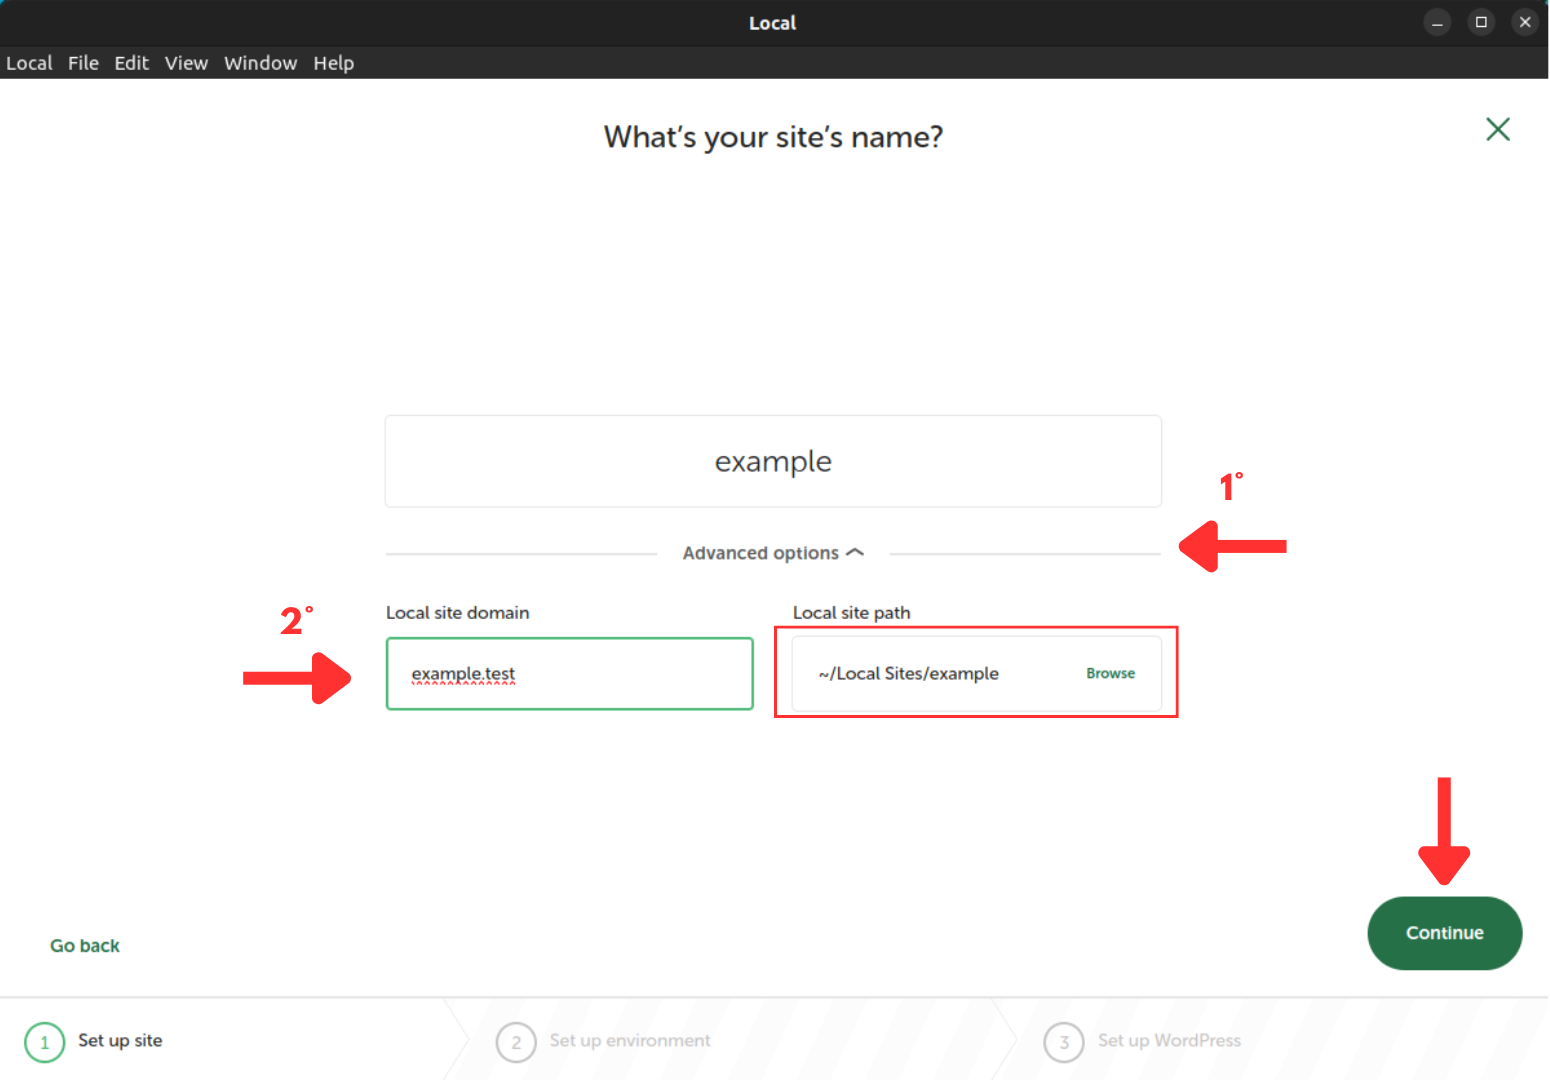 Local
Local File Edit View Window Help
What's your site's name?
example
1°
Advanced options
2°
Local site domain
Local site path
example.test
~/Local Sites/example
Browse
Continue
Go back
1 Set up site
2 Set up environment
3 Set up WordPress